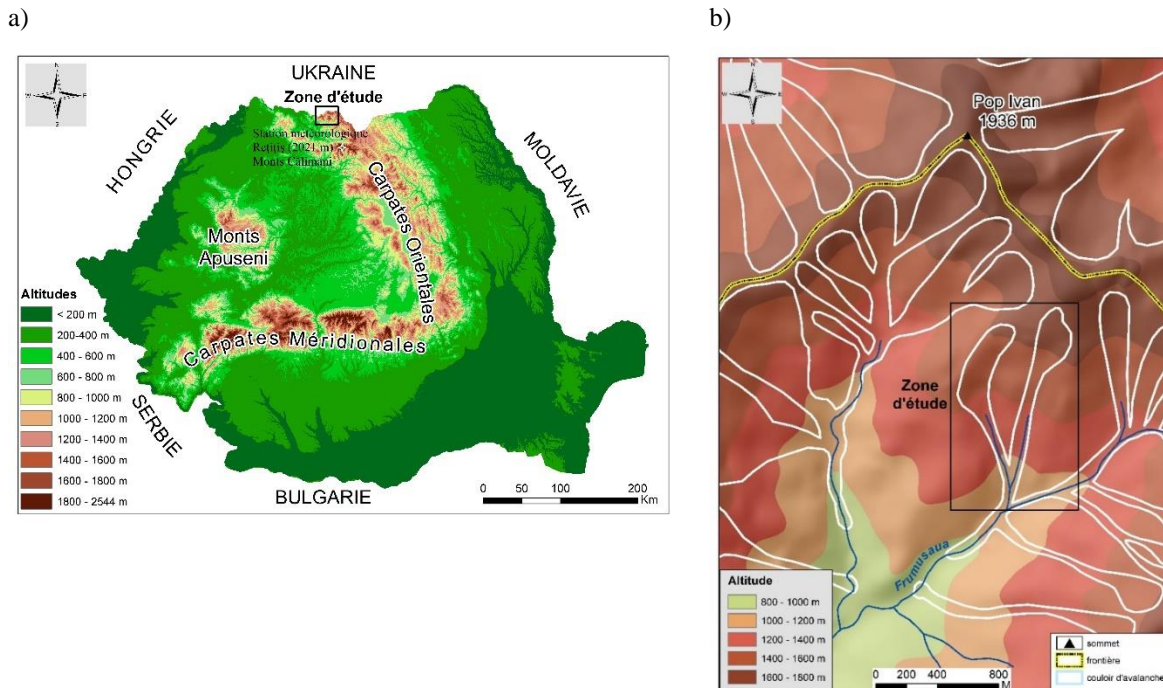 a)
b)
N
W
E
S
UKRAINE
Zone d'étude
Station météorologique
Retitis (2021 m)
Monts Călimani
HONGRIE
MOLDAVIE
Carpates Orientales
Monts
Apuseni
Carpates Méridionales
SERBIE
BULGARIE
Altitudes
< 200 m
200-400 m
400 - 600 m
600 - 800 m
800 - 1000 m
1000 - 1200 m
1200 - 1400 m
1400 - 1600 m
1600 - 1800 m
1800 - 2544 m
0 50 100 200
Km
N
W
E
S
Pop Ivan
1936 m
Zone
d'étude
Frumusaua
Altitude
800 - 1000 m
1000 - 1200 m
1200 - 1400 m
1400 - 1600 m
1600 - 1800 m
0 200 400 800
M
sommet
frontière
couloir d'avalanche